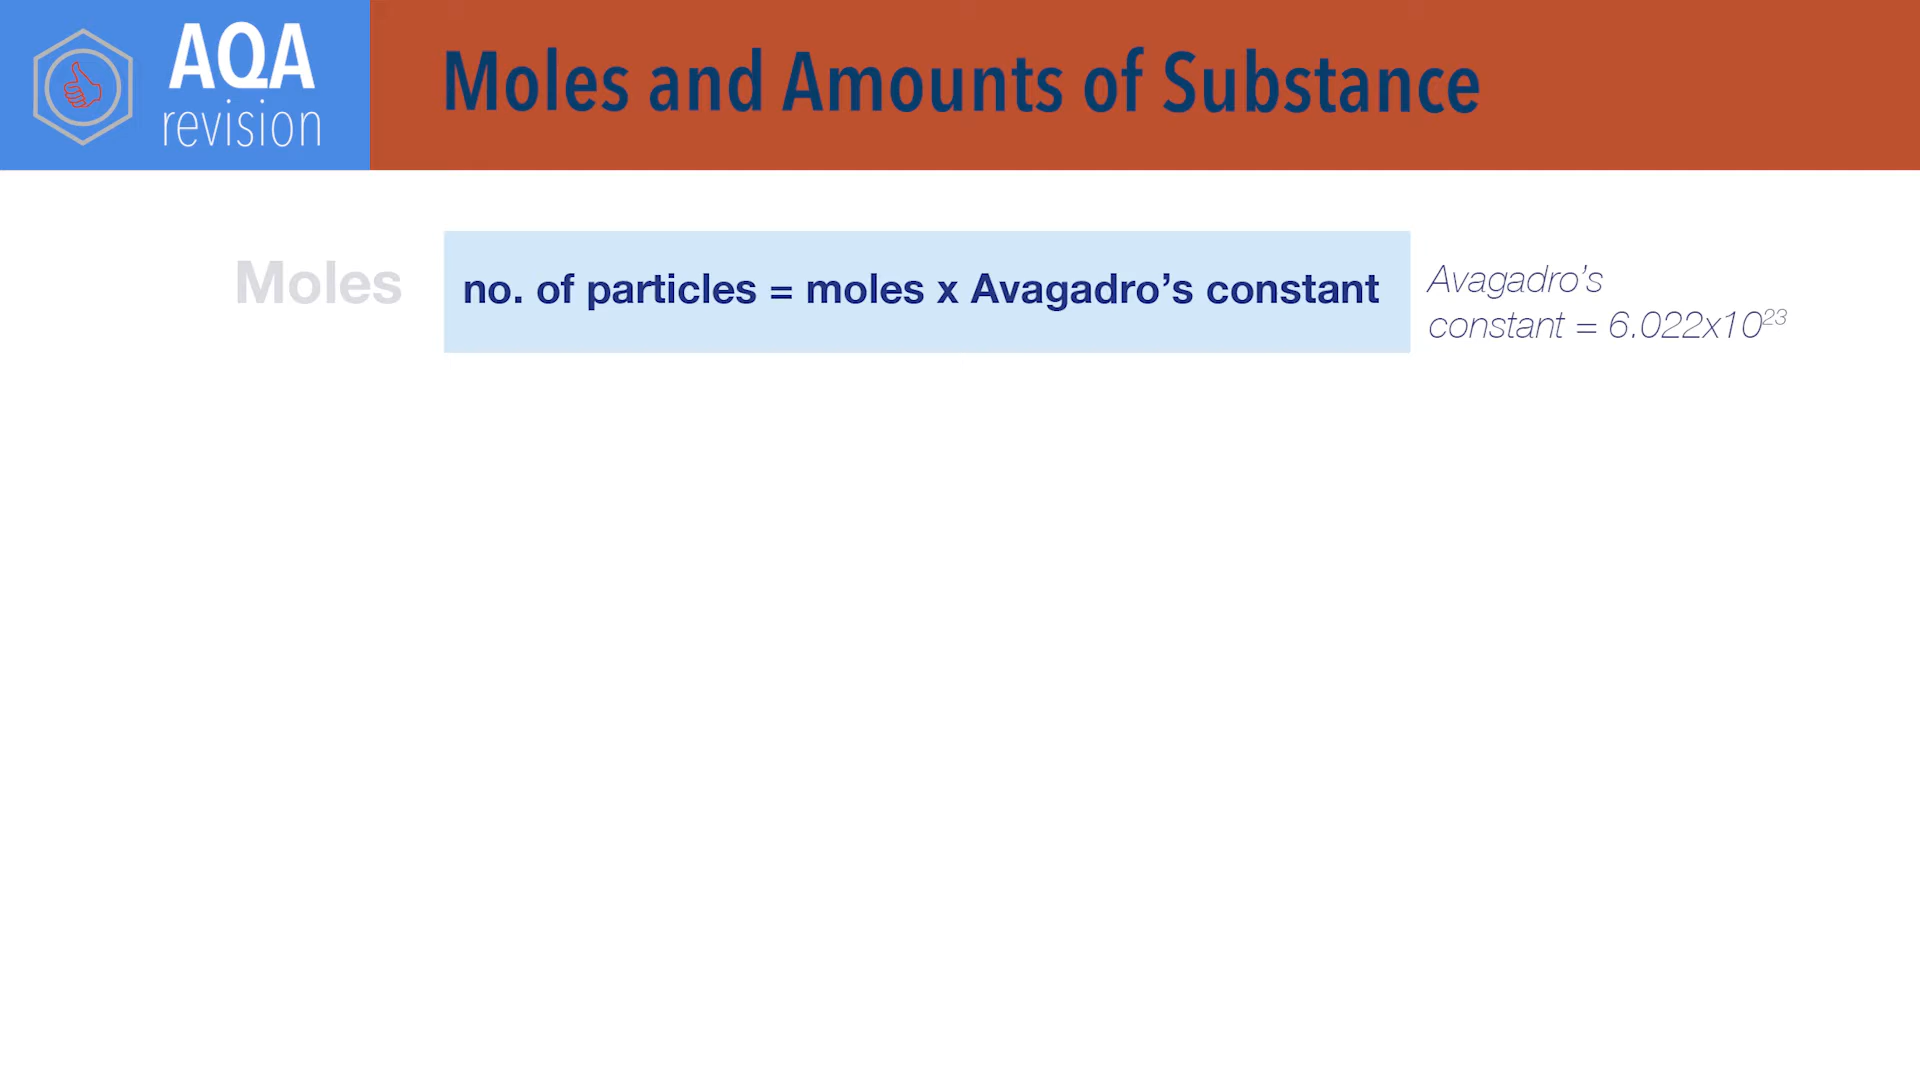 AQA
revision
Moles and Amounts of Substance
Moles
no. of particles = moles x Avagadro’s constant
Avagadro’s
constant = 6.022x10²³